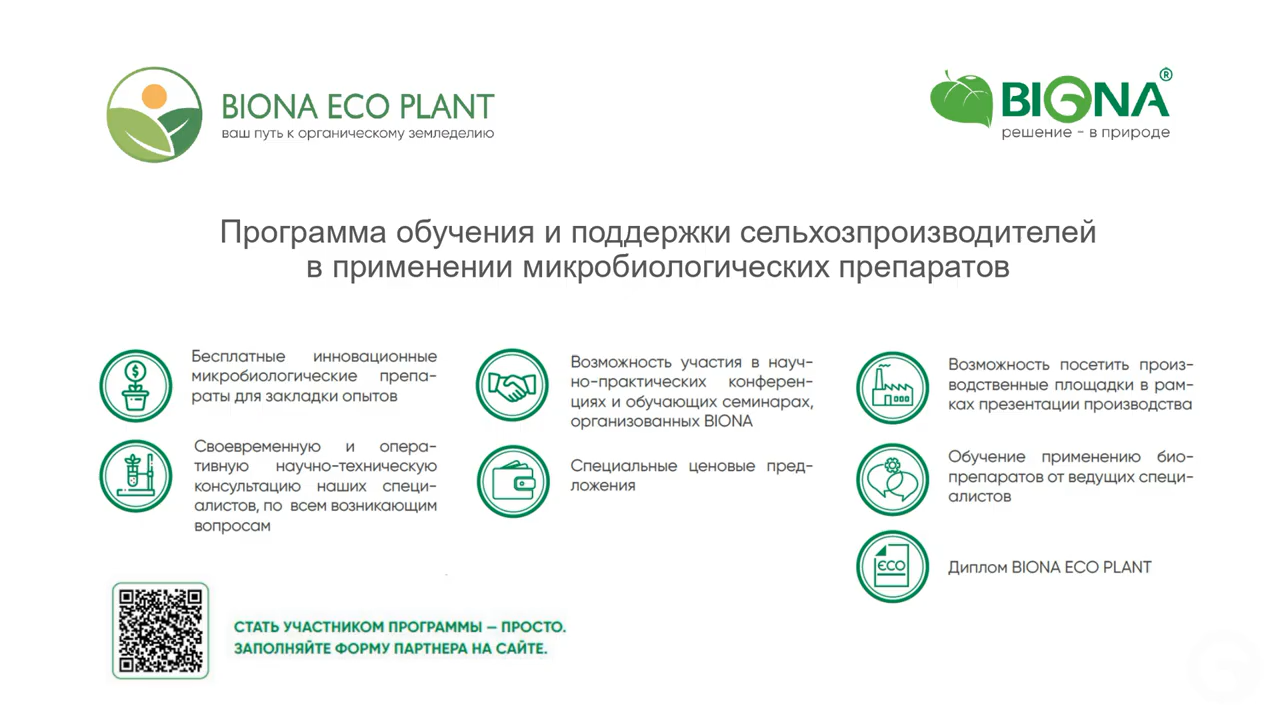 BIONA ECO PLANT
ваш путь к органическому земледелию
BIONA®
решение - в природе
Программа обучения и поддержки сельхозпроизводителей
в применении микробиологических препаратов
$
Бесплатные инновационные
микробиологические препа-
раты для закладки опытов
Своевременную и опера-
тивную научно-техническую
консультацию наших специ-
алистов, по всем возникающим
вопросам
Возможность участия в науч-
но-практических конферен-
циях и обучающих семинарах,
организованных BIONA
Специальные ценовые пред-
ложения
Возможность посетить произ-
водственные площадки в рам-
ках презентации производства
Обучение применению био-
препаратов от ведущих специ-
алистов
ECO
Диплом BIONA ECO PLANT
СТАТЬ УЧАСТНИКОМ ПРОГРАММЫ — ПРОСТО.
ЗАПОЛНЯЙТЕ ФОРМУ ПАРТНЕРА НА САЙТЕ.